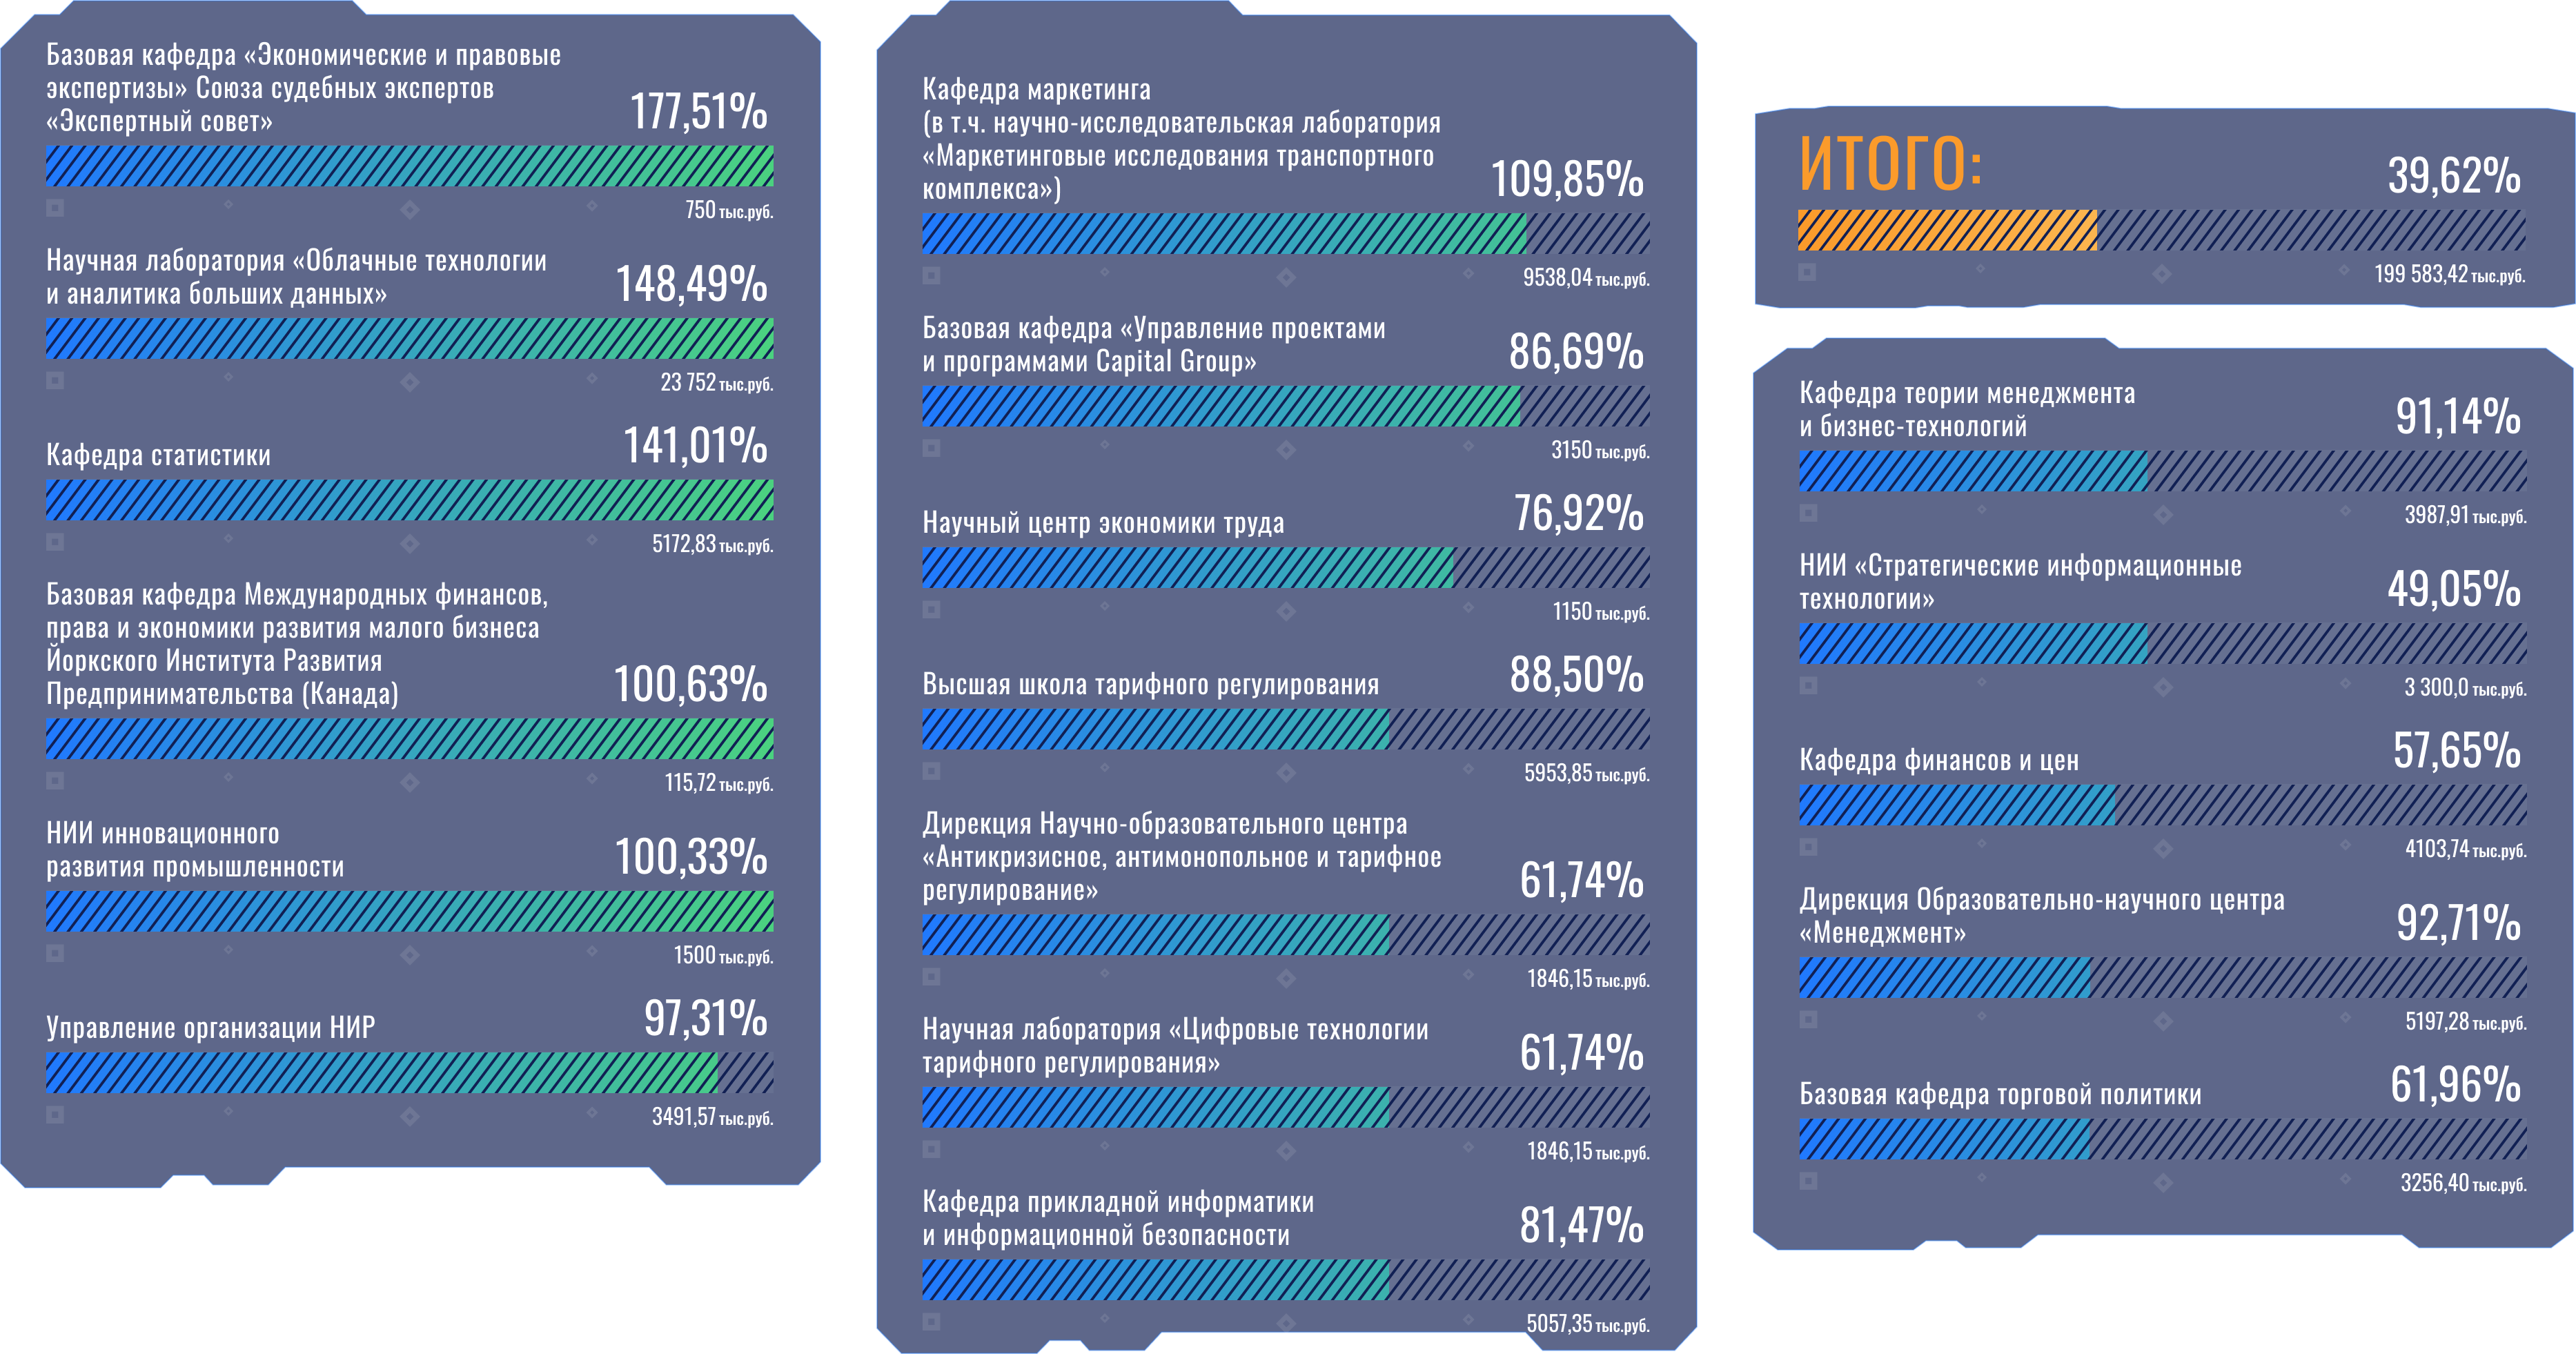 Базовая кафедра «Экономические и правовые
экспертизы» Союза судебных экспертов
«Экспертный совет»
177,51%
750 тыс.руб.
Научная лаборатория «Облачные технологии
и аналитика больших данных»
148,49%
23 752 тыс.руб.
Кафедра статистики
141,01%
5172,83 тыс.руб.
Базовая кафедра Международных финансов,
права и экономики развития малого бизнеса
Йоркского Института Развития
Предпринимательства (Канада)
100,63%
115,72 тыс.руб.
НИИ инновационного
развития промышленности
100,33%
1500 тыс.руб.
Управление организации НИР
97,31%
3491,57 тыс.руб.
Кафедра маркетинга
(в т.ч. научно-исследовательская лаборатория
«Маркетинговые исследования транспортного
комплекса»)
109,85%
9538,04 тыс.руб.
Базовая кафедра «Управление проектами
и программами Capital Group»
86,69%
3150 тыс.руб.
Научный центр экономики труда
76,92%
1150 тыс.руб.
Высшая школа тарифного регулирования
88,50%
5953,85 тыс.руб.
Дирекция Научно-образовательного центра
«Антикризисное, антимонопольное и тарифное
регулирование»
61,74%
1846,15 тыс.руб.
Научная лаборатория «Цифровые технологии
тарифного регулирования»
61,74%
1846,15 тыс.руб.
Кафедра прикладной информатики
и информационной безопасности
81,47%
5057,35 тыс.руб.
ИТОГО:
39,62%
199 583,42 тыс.руб.
Кафедра теории менеджмента
и бизнес-технологий
91,14%
3987,91 тыс.руб.
НИИ «Стратегические информационные
технологии»
49,05%
3 300,0 тыс.руб.
Кафедра финансов и цен
57,65%
4103,74 тыс.руб.
Дирекция Образовательно-научного центра
«Менеджмент»
92,71%
5197,28 тыс.руб.
Базовая кафедра торговой политики
61,96%
3256,40 тыс.руб.